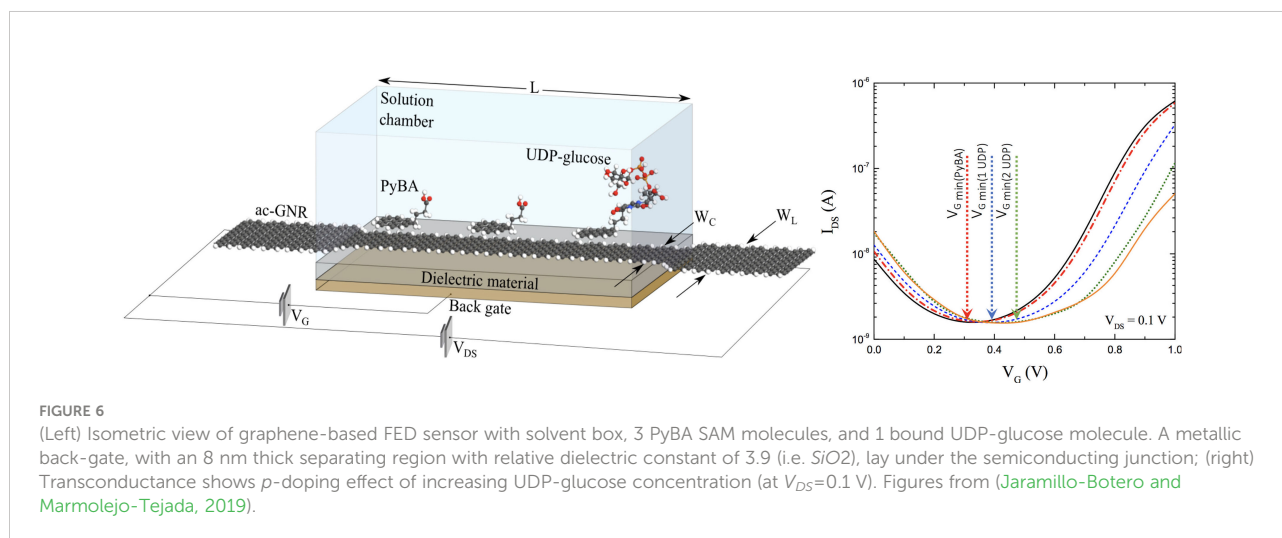 L
Solution
chamber
UDP-glucose
PyBA
ac-GNR
W_C
W_L
Dielectric material
Back gate
V_G
V_DS
10^-6
10^-7
10^-8
10^-9
I_DS (A)
V_G min(PyBA)
V_G min(1 UDP)
V_G min(2 UDP)
V_DS = 0.1 V
0.0 0.2 0.4 0.6 0.8 1.0
V_G (V)
FIGURE 6
(Left) Isometric view of graphene-based FED sensor with solvent box, 3 PyBA SAM molecules, and 1 bound UDP-glucose molecule. A metallic
back-gate, with an 8 nm thick separating region with relative dielectric constant of 3.9 (i.e. SiO2), lay under the semiconducting junction; (right)
Transconductance shows p-doping effect of increasing UDP-glucose concentration (at V_DS=0.1 V). Figures from (Jaramillo-Botero and
Marmolejo-Tejada, 2019).